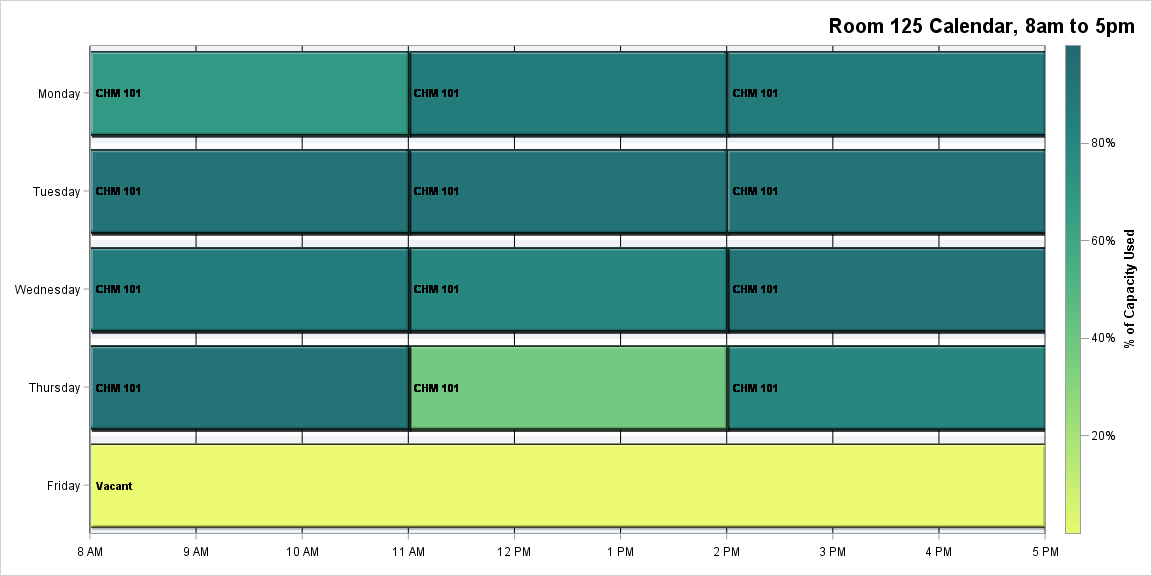 Room 125 Calendar, 8am to 5pm
Monday
CHM 101
CHM 101
CHM 101
Tuesday
CHM 101
CHM 101
CHM 101
Wednesday
CHM 101
CHM 101
CHM 101
Thursday
CHM 101
CHM 101
CHM 101
Friday
Vacant
8 AM
9 AM
10 AM
11 AM
12 PM
1 PM
2 PM
3 PM
4 PM
5 PM
80%
60%
40%
20%
% of Capacity Used